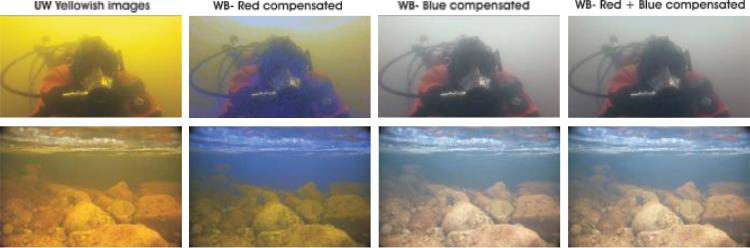 UW Yellowish images
WB- Red compensated
WB- Blue compensated
WB- Red + Blue compensated